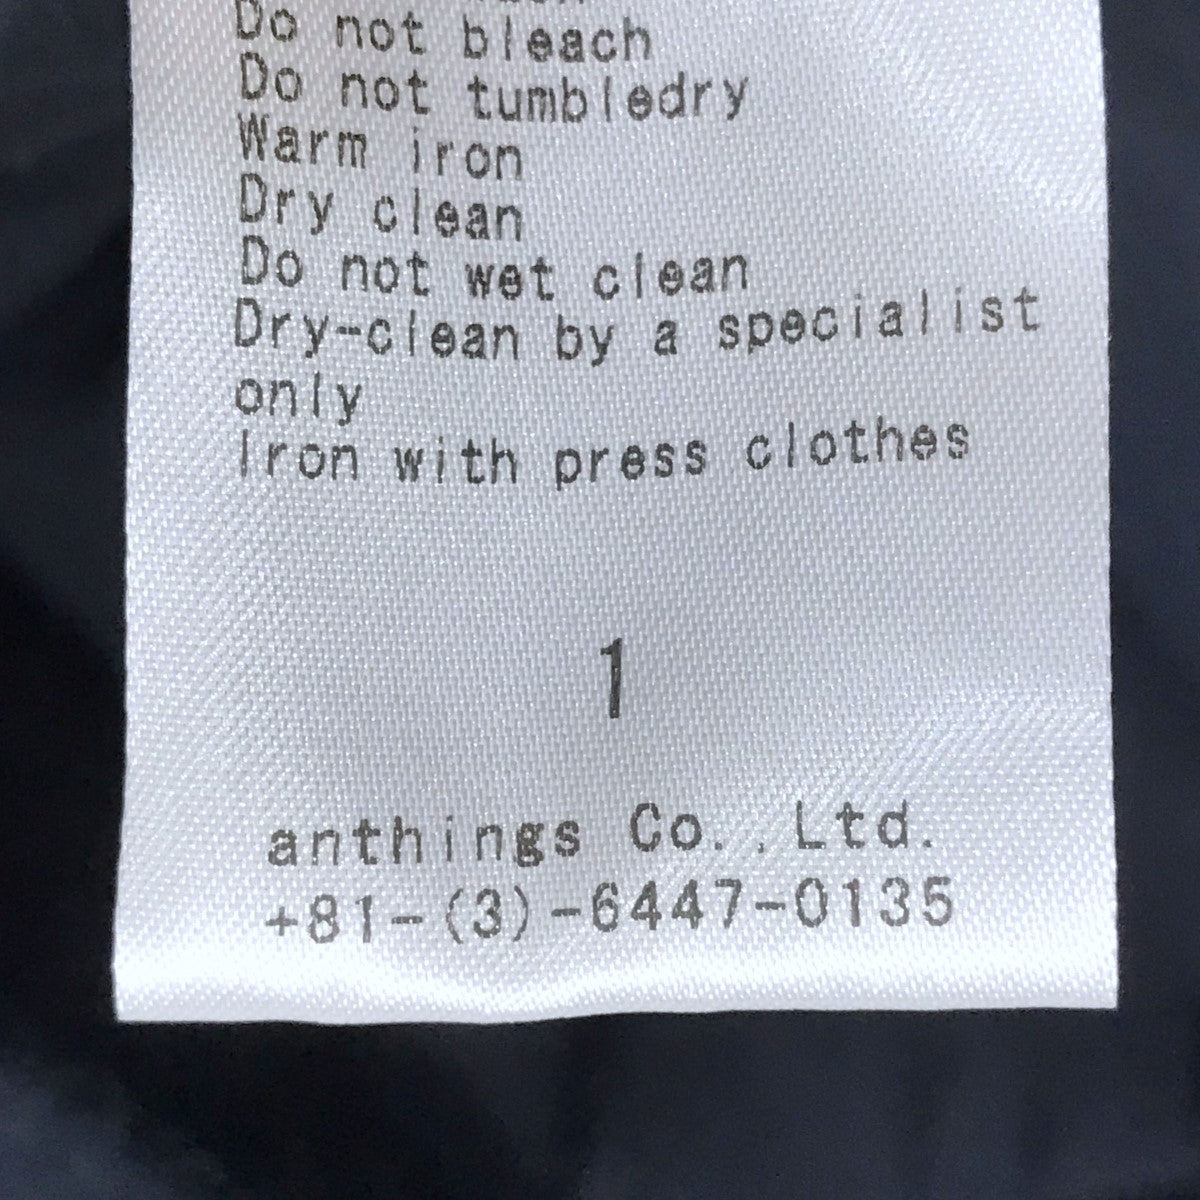 Do not bleach
Do not tumbledry
Warm iron
Dry clean
Do not wet clean
Dry-clean by a specialist
only
Iron with press clothes
1
anthings Co.,Ltd.
+81-(3)-6447-0135